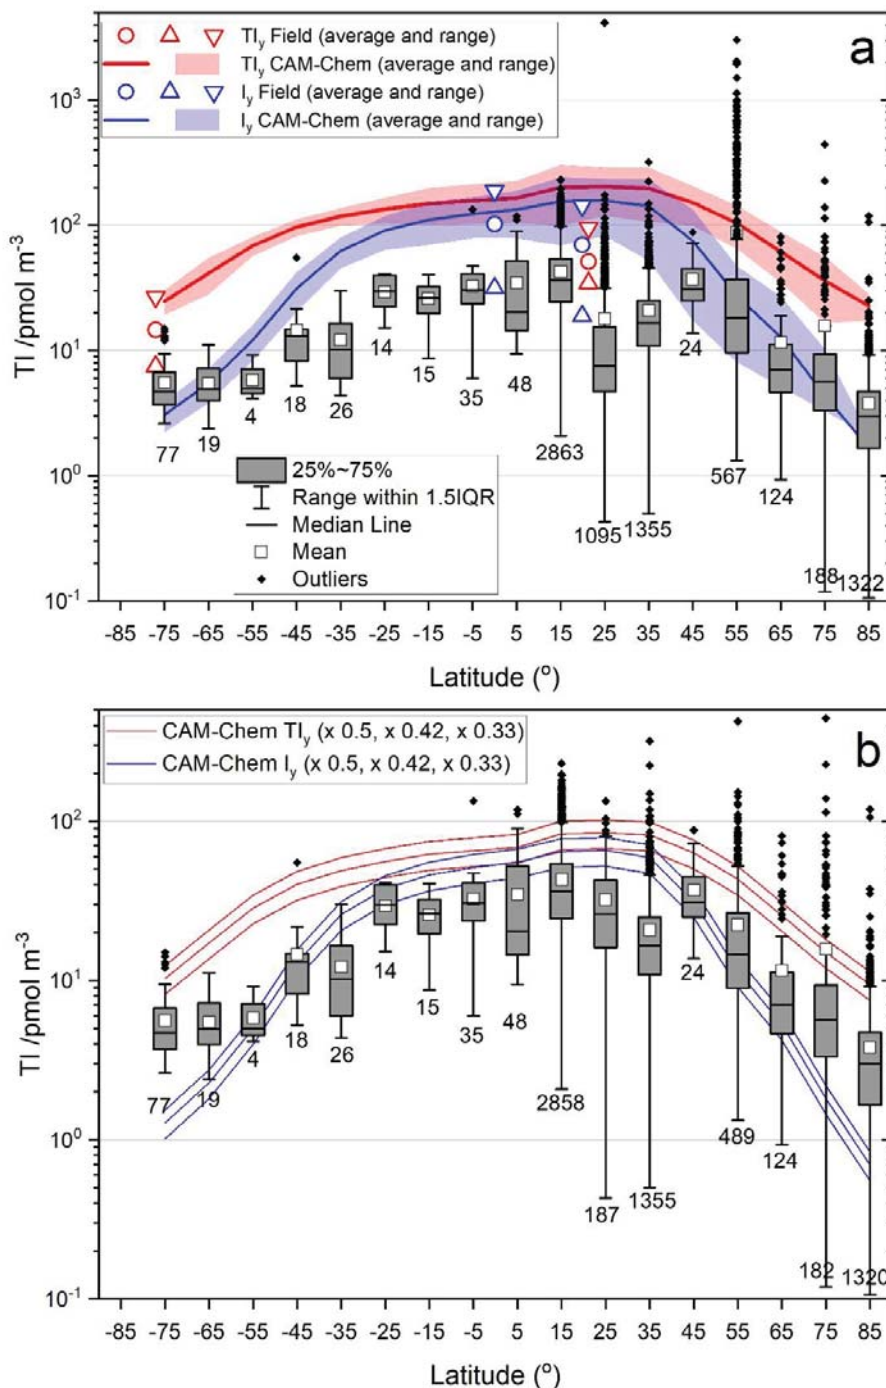 a
TIy Field (average and range)
TIy CAM-Chem (average and range)
Iy Field (average and range)
Iy CAM-Chem (average and range)
10³
10²
10¹
10⁰
10⁻¹
TI /pmol m⁻³
77
19
4
18
26
14
15
35
48
2863
1095
1355
24
567
124
188
1322
25%~75%
Range within 1.5IQR
Median Line
Mean
Outliers
-85 -75 -65 -55 -45 -35 -25 -15 -5 5 15 25 35 45 55 65 75 85
Latitude (°)
b
CAM-Chem TIy (x 0.5, x 0.42, x 0.33)
CAM-Chem Iy (x 0.5, x 0.42, x 0.33)
10²
10¹
10⁰
10⁻¹
TI /pmol m⁻³
77
19
4
18
26
14
15
35
48
2858
187
1355
24
489
124
182
1320
-85 -75 -65 -55 -45 -35 -25 -15 -5 5 15 25 35 45 55 65 75 85
Latitude (°)